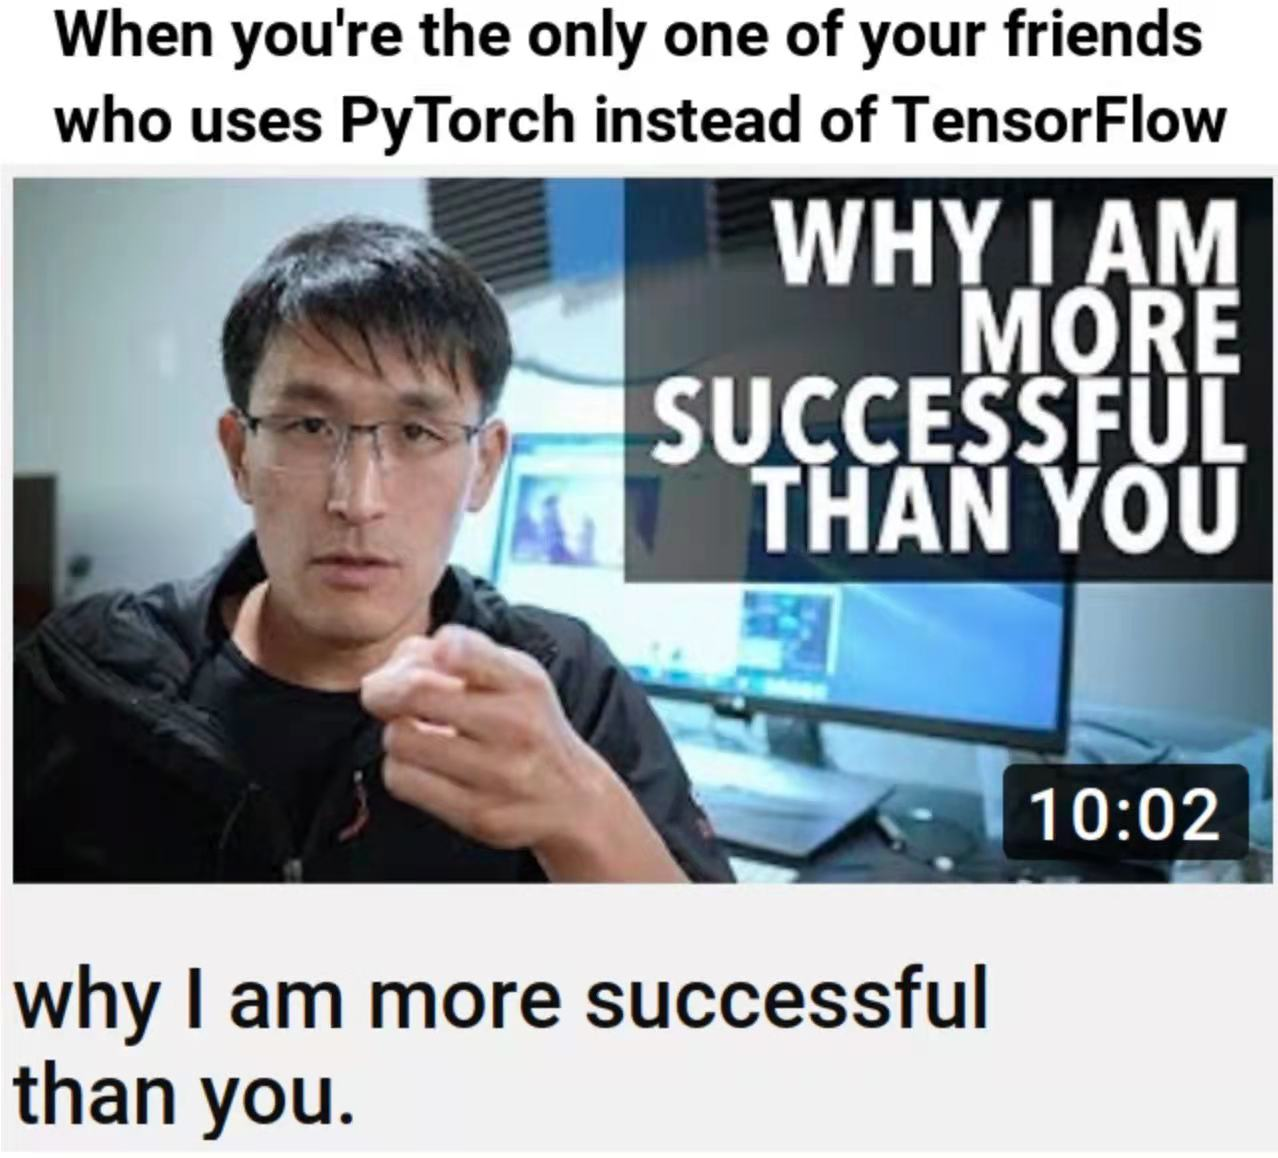 When you're the only one of your friends
who uses PyTorch instead of TensorFlow
WHY I AM
MORE
SUCCESSFUL
THAN YOU
10:02
why I am more successful
than you.